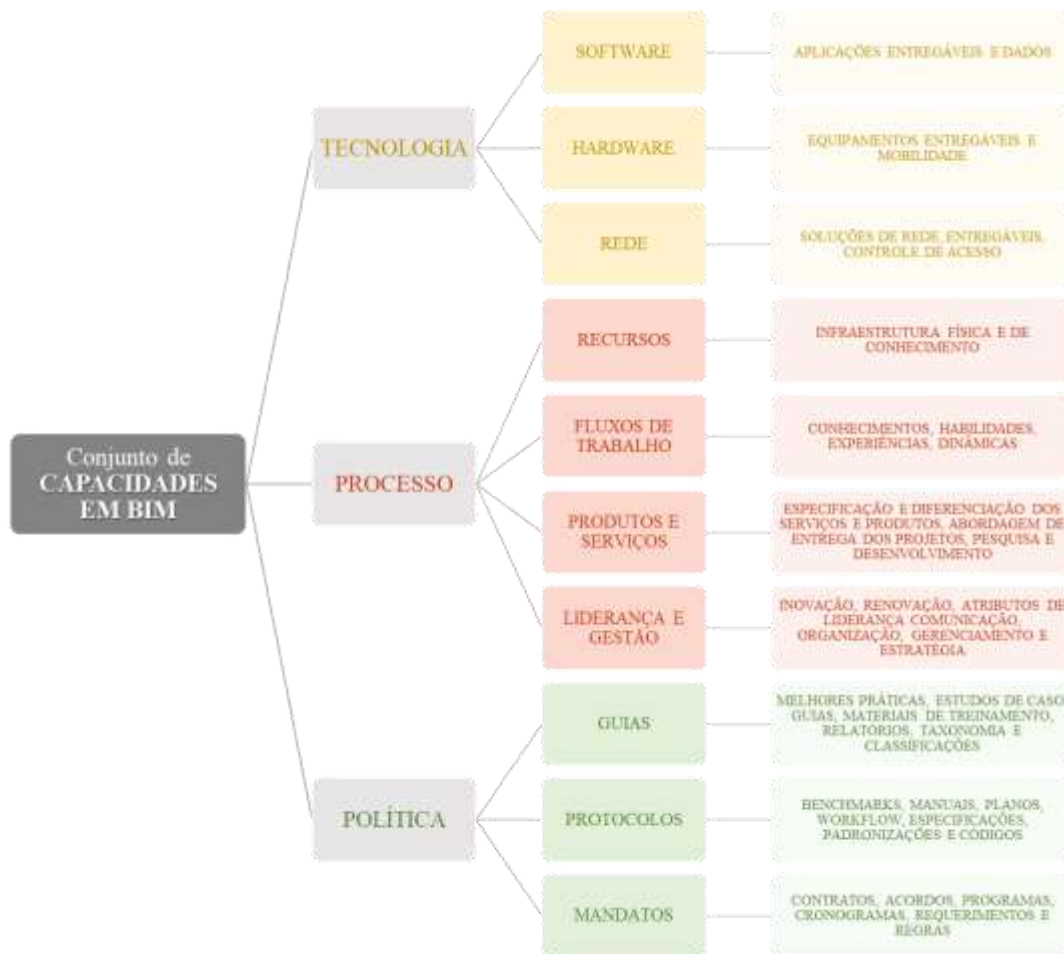 SOFTWARE
APLICAÇÕES ENTREGÁVEIS E DADOS
TECNOLOGIA
HARDWARE
EQUIPAMENTOS ENTREGÁVEIS E
MOBILIDADE
REDE
SOLUÇÕES DE REDE, ENTREGÁVEIS,
CONTROLE DE ACESSO
Conjunto de
CAPACIDADES
EM BIM
PROCESSO
RECURSOS
INFRAESTRUTURA FÍSICA E DE
CONHECIMENTO
FLUXOS DE
TRABALHO
CONHECIMENTOS, HABILIDADES,
EXPERIÊNCIAS, DINÂMICAS
PRODUTOS E
SERVIÇOS
ESPECIFICAÇÃO E DIFERENCIAÇÃO DOS
SERVIÇOS E PRODUTOS, ABORDAGEM DE
ENTREGA DOS PROJETOS, PESQUISA E
DESENVOLVIMENTO
LIDERANÇA E
GESTÃO
INOVAÇÃO, RENOVAÇÃO, ATRIBUTOS DE
LIDERANÇA COMUNICAÇÃO,
ORGANIZAÇÃO, GERENCIAMENTO E
ESTRATÉGIA
POLÍTICA
GUIAS
MELHORES PRÁTICAS, ESTUDOS DE CASO
GUIAS, MATERIAIS DE TREINAMENTO,
RELATÓRIOS, TAXONOMIA E
CLASSIFICAÇÕES
PROTOCOLOS
BENCHMARKS, MANUAIS, PLANOS,
WORKFLOW, ESPECIFICAÇÕES,
PADRONIZAÇÕES E CÓDIGOS
MANDATOS
CONTRATOS, ACORDOS, PROGRAMAS,
CRONOGRAMAS, REQUERIMENTOS E
REGRAS